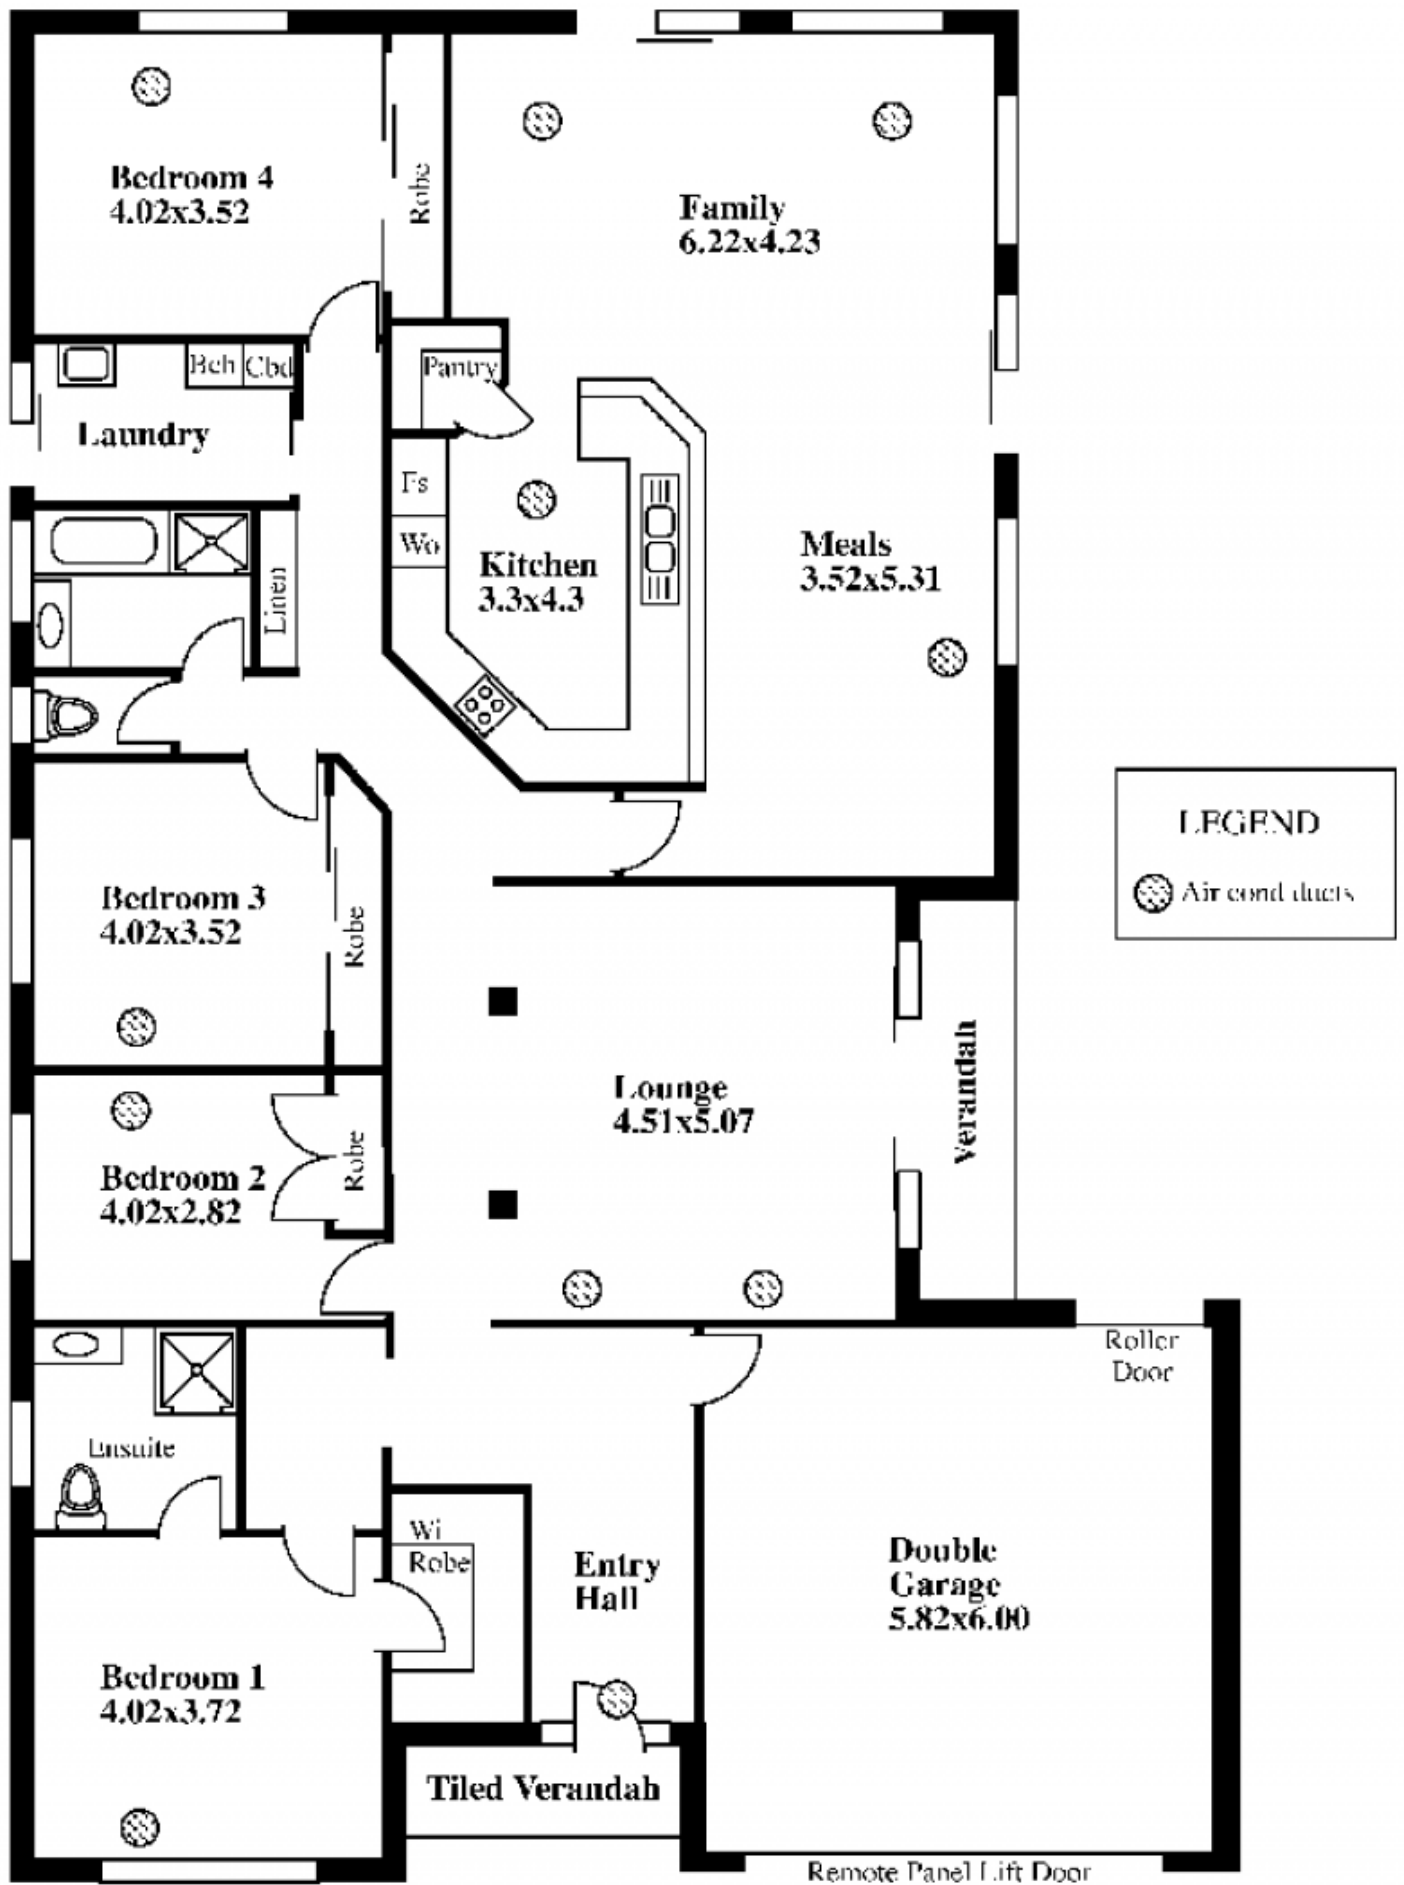 Bedroom 4
4.02x3.52
Robe
Family
6.22x4.23
Bch
Cbd
Pantry
Laundry
Fs
Wo
Kitchen
3.3x4.3
Meals
3.52x5.31
Linen
LEGEND
Air cond ducts
Bedroom 3
4.02x3.52
Robe
Lounge
4.51x5.07
Verandah
Bedroom 2
4.02x2.82
Robe
Roller
Door
Ensuite
Wi
Robe
Entry
Hall
Double
Garage
5.82x6.00
Bedroom 1
4.02x3.72
Tiled Verandah
Remote Panel Lift Door